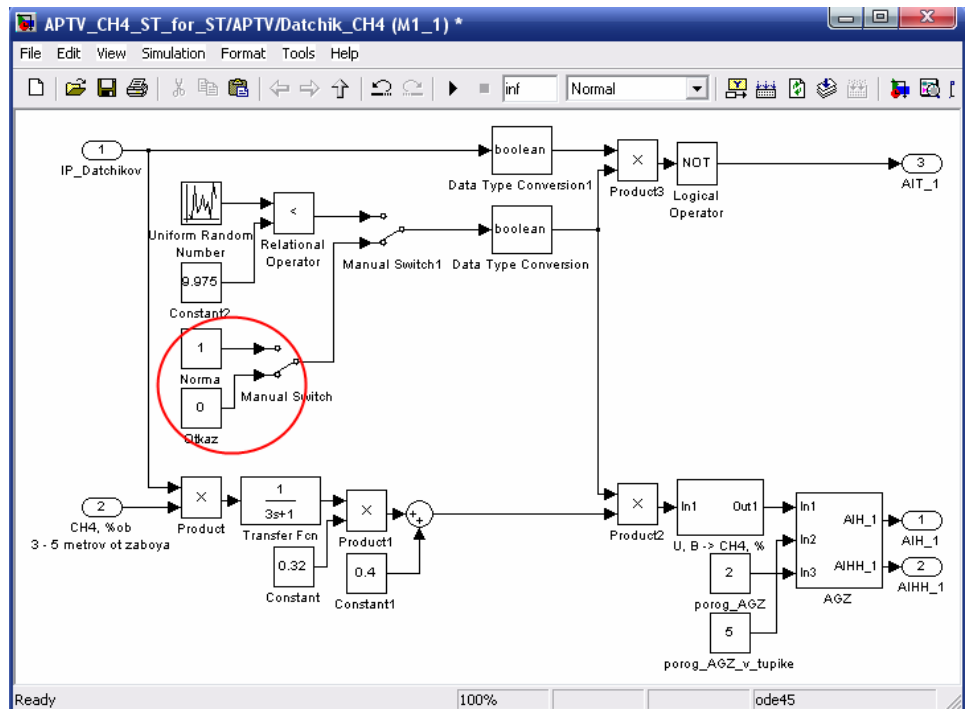 APTV_CH4_ST_for_ST/APTV/Datchik_CH4 (M1_1) *
File Edit View Simulation Format Tools Help
inf
Normal
1
IP_Datchikov
boolean
Data Type Conversion1
×
Product3
NOT
Logical
Operator
3
AIT_1
Uniform Random
Number
<
Relational
Operator
Manual Switch1
boolean
Data Type Conversion
9.975
Constant2
1
Norma
Manual Switch
0
Otkaz
2
CH4, %ob
3 - 5 metrov ot zaboya
×
Product
1
3s+1
Transfer Fcn
×
Product1
+
+
0.32
Constant
0.4
Constant1
×
Product2
In1 Out1
U, B -> CH4, %
In1
In2
In3
AIH_1
AIHH_1
AGZ
1
AIH_1
2
AIHH_1
2
porog_AGZ
5
porog_AGZ_v_tupike
Ready
100%
ode45